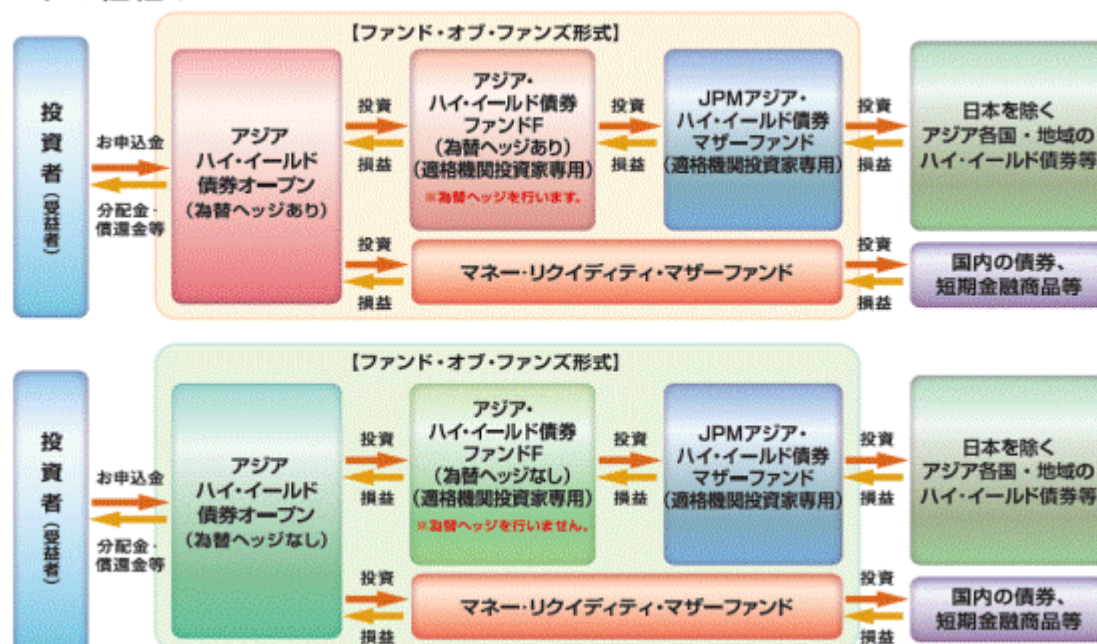 【ファンド・オブ・ファンズ形式】
投資者(受益者)
お申込金
分配金・
償還金等
アジア
ハイ・イールド
債券オープン
(為替ヘッジあり)
投資
損益
アジア・
ハイ・イールド債券
ファンドF
(為替ヘッジあり)
(適格機関投資家専用)
※為替ヘッジを行います。
投資
損益
JPMアジア・
ハイ・イールド債券
マザーファンド
(適格機関投資家専用)
投資
損益
日本を除く
アジア各国・地域の
ハイ・イールド債券等
投資
損益
マネー・リクイディティ・マザーファンド
投資
損益
国内の債券、
短期金融商品等
【ファンド・オブ・ファンズ形式】
投資者(受益者)
お申込金
分配金・
償還金等
アジア
ハイ・イールド
債券オープン
(為替ヘッジなし)
投資
損益
アジア・
ハイ・イールド債券
ファンドF
(為替ヘッジなし)
(適格機関投資家専用)
※為替ヘッジを行いません。
投資
損益
JPMアジア・
ハイ・イールド債券
マザーファンド
(適格機関投資家専用)
投資
損益
日本を除く
アジア各国・地域の
ハイ・イールド債券等
投資
損益
マネー・リクイディティ・マザーファンド
投資
損益
国内の債券、
短期金融商品等